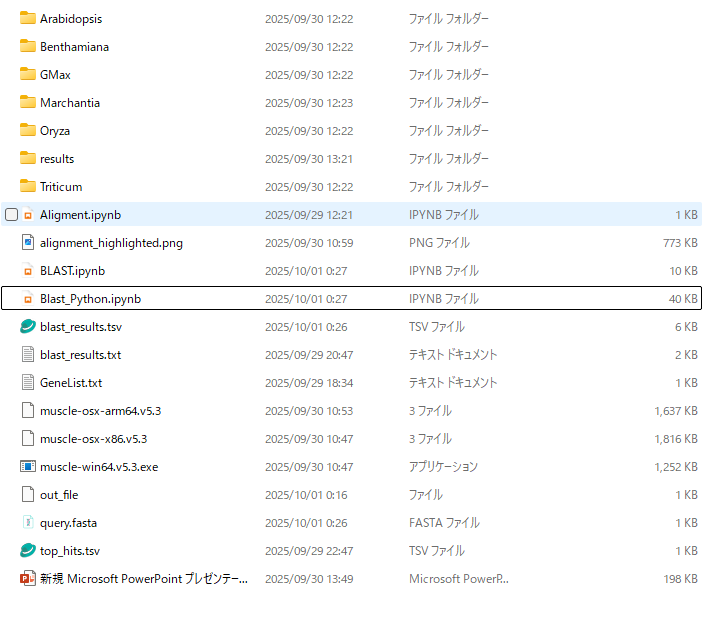 Arabidopsis 2025/09/30 12:22 ファイル フォルダー
Benthamiana 2025/09/30 12:22 ファイル フォルダー
GMax 2025/09/30 12:22 ファイル フォルダー
Marchantia 2025/09/30 12:23 ファイル フォルダー
Oryza 2025/09/30 12:22 ファイル フォルダー
results 2025/09/30 13:21 ファイル フォルダー
Triticum 2025/09/30 12:22 ファイル フォルダー
Aligment.ipynb 2025/09/29 12:21 IPYNB ファイル 1 KB
alignment_highlighted.png 2025/09/30 10:59 PNG ファイル 773 KB
BLAST.ipynb 2025/10/01 0:27 IPYNB ファイル 10 KB
Blast_Python.ipynb 2025/10/01 0:27 IPYNB ファイル 40 KB
blast_results.tsv 2025/10/01 0:26 TSV ファイル 6 KB
blast_results.txt 2025/09/29 20:47 テキスト ドキュメント 2 KB
GeneList.txt 2025/09/29 18:34 テキスト ドキュメント 1 KB
muscle-osx-arm64.v5.3 2025/09/30 10:53 3 ファイル 1,637 KB
muscle-osx-x86.v5.3 2025/09/30 10:47 3 ファイル 1,816 KB
muscle-win64.v5.3.exe 2025/09/30 10:47 アプリケーション 1,252 KB
out_file 2025/10/01 0:16 ファイル 1 KB
query.fasta 2025/10/01 0:26 FASTA ファイル 1 KB
top_hits.tsv 2025/09/29 22:47 TSV ファイル 1 KB
新規 Microsoft PowerPoint プレゼンテー... 2025/09/30 13:49 Microsoft PowerP... 198 KB